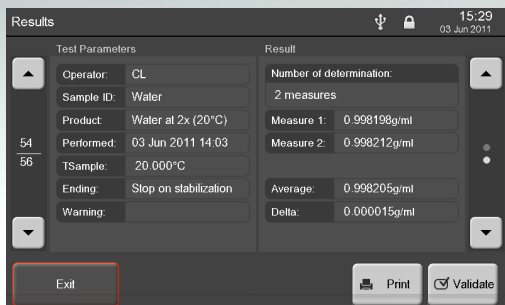 Results
15:29
03 Jun 2011
Test Parameters
Operator: CL
Sample ID: Water
Product: Water at 2x (20°C)
Performed: 03 Jun 2011 14:03
TSample: 20.000°C
Ending: Stop on stabilization
Warning:
54
56
Result
Number of determination:
2 measures
Measure 1: 0.998198g/ml
Measure 2: 0.998212g/ml
Average: 0.998205g/ml
Delta: 0.000015g/ml
Exit
Print
Validate